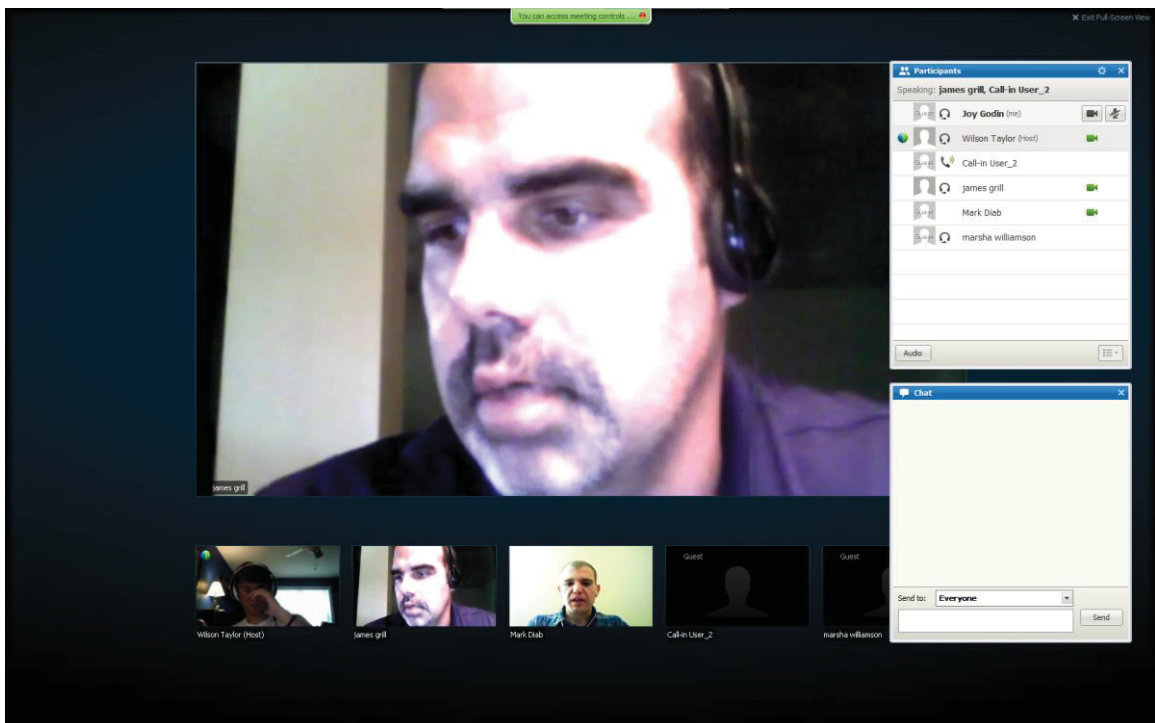 You can access meeting controls ....
Exit Full-Screen View
Participants
Speaking: james grill, Call-in User_2
Guest Joy Godin (me)
Wilson Taylor (Host)
Guest Call-in User_2
james grill
Guest Mark Diab
Guest marsha williamson
Audio
james grill
Chat
Send to: Everyone
Send
Guest
Guest
Wilson Taylor (Host)
james grill
Mark Diab
Call-in User_2
marsha williamson